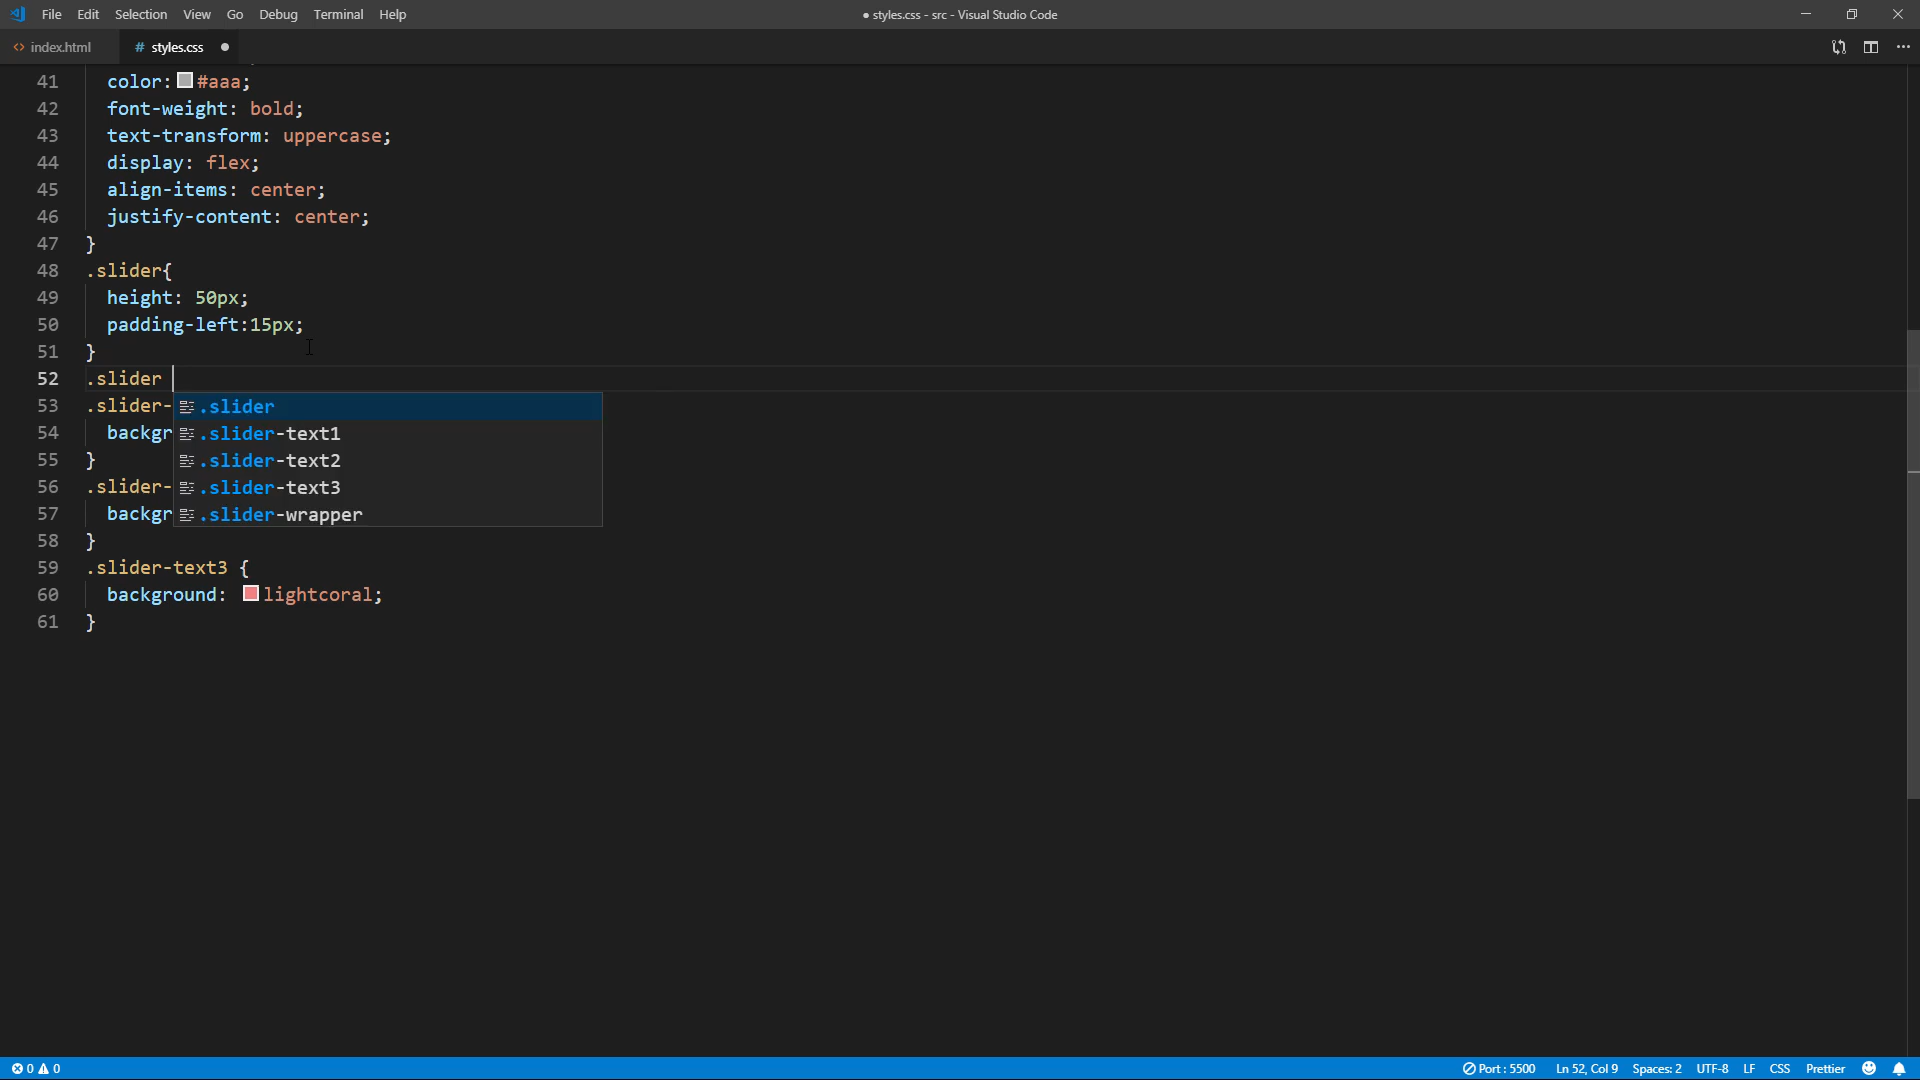 File Edit Selection View Go Debug Terminal Help
● styles.css - src - Visual Studio Code
<> index.html
# styles.css ●
41 color: #aaa;
42 font-weight: bold;
43 text-transform: uppercase;
44 display: flex;
45 align-items: center;
46 justify-content: center;
47 }
48 .slider{
49 height: 50px;
50 padding-left:15px;
51 }
52 .slider
53 .slider-
.slider
54 backgr
.slider-text1
55 }
.slider-text2
56 .slider-
.slider-text3
57 backgr
.slider-wrapper
58 }
59 .slider-text3 {
60 background: lightcoral;
61 }
0 0
Port : 5500 Ln 52, Col 9 Spaces: 2 UTF-8 LF CSS Prettier